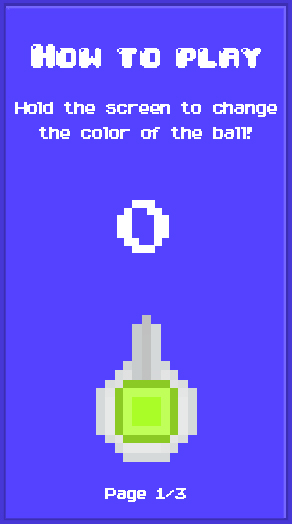 How to play
Hold the screen to change
the color of the ball!
0
Page 1/3